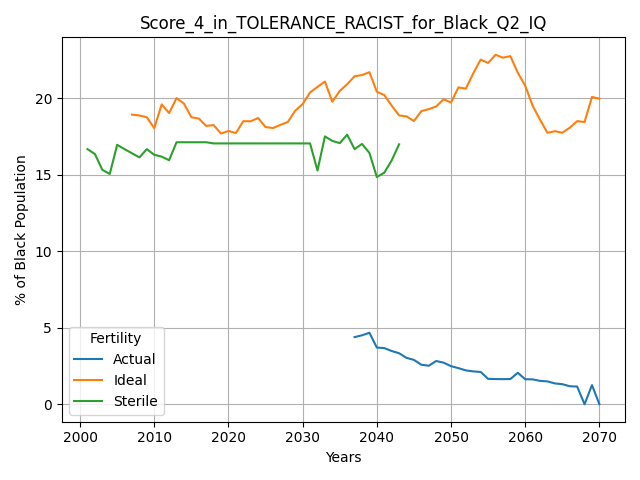 Score_4_in_TOLERANCE_RACIST_for_Black_Q2_IQ
% of Black Population
20
15
10
5
0
Fertility
Actual
Ideal
Sterile
2000 2010 2020 2030 2040 2050 2060 2070
Years